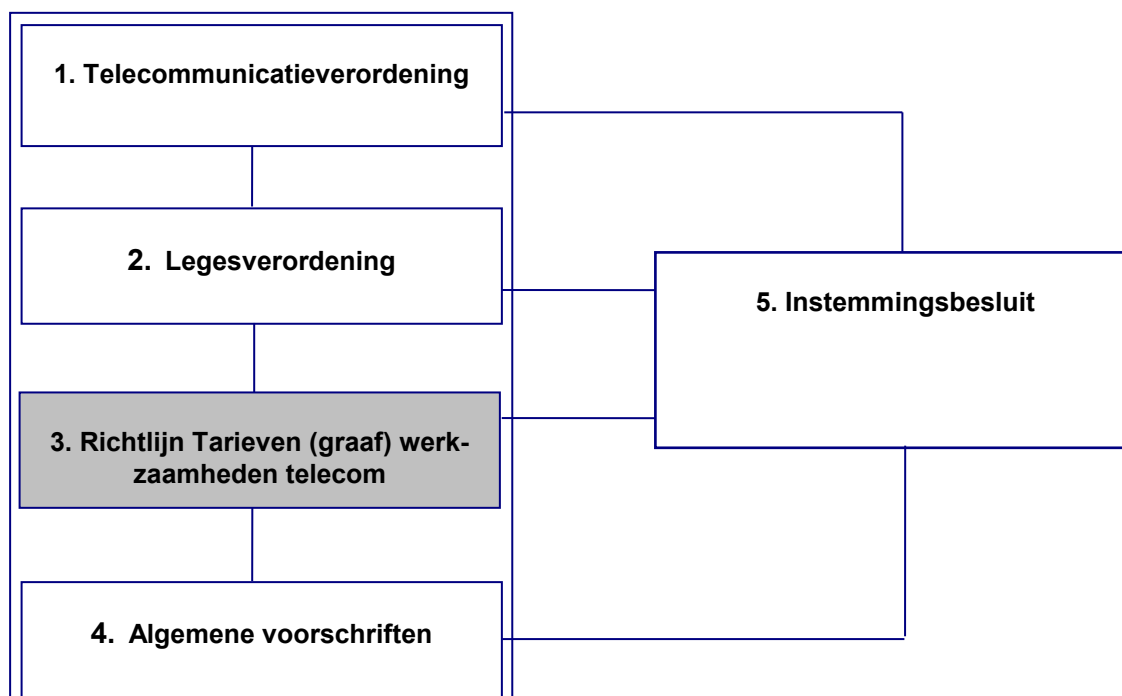 1. Telecommunicatieverordening
2. Legesverordening
5. Instemmingsbesluit
3. Richtlijn Tarieven (graaf) werk-
zaamheden telecom
4. Algemene voorschriften